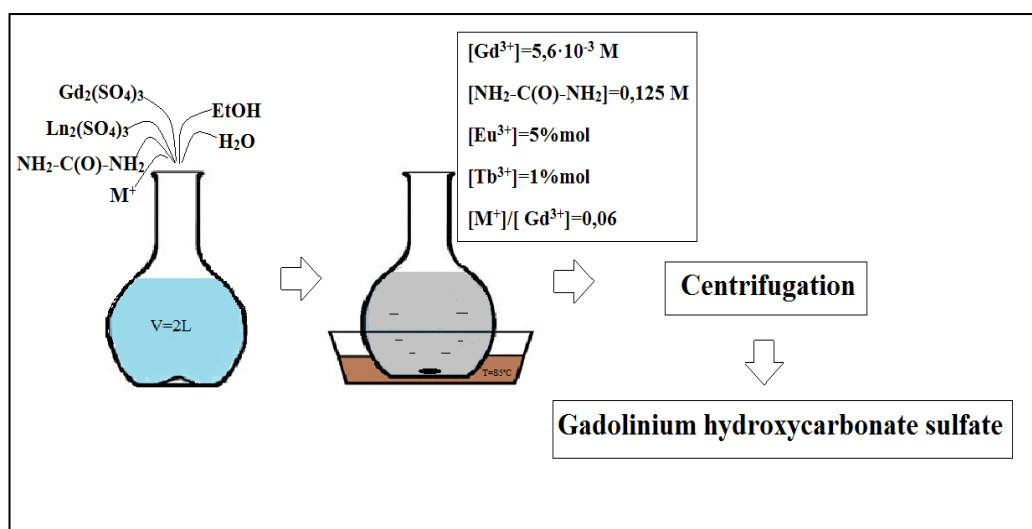 Gd₂(SO₄)₃
EtOH
Ln₂(SO₄)₃
H₂O
NH₂-C(O)-NH₂
M⁺
V=2L
T=85ºC
[Gd³⁺]=5,6·10⁻³ M
[NH₂-C(O)-NH₂]=0,125 M
[Eu³⁺]=5%mol
[Tb³⁺]=1%mol
[M⁺]/[ Gd³⁺]=0,06
Centrifugation
Gadolinium hydroxycarbonate sulfate